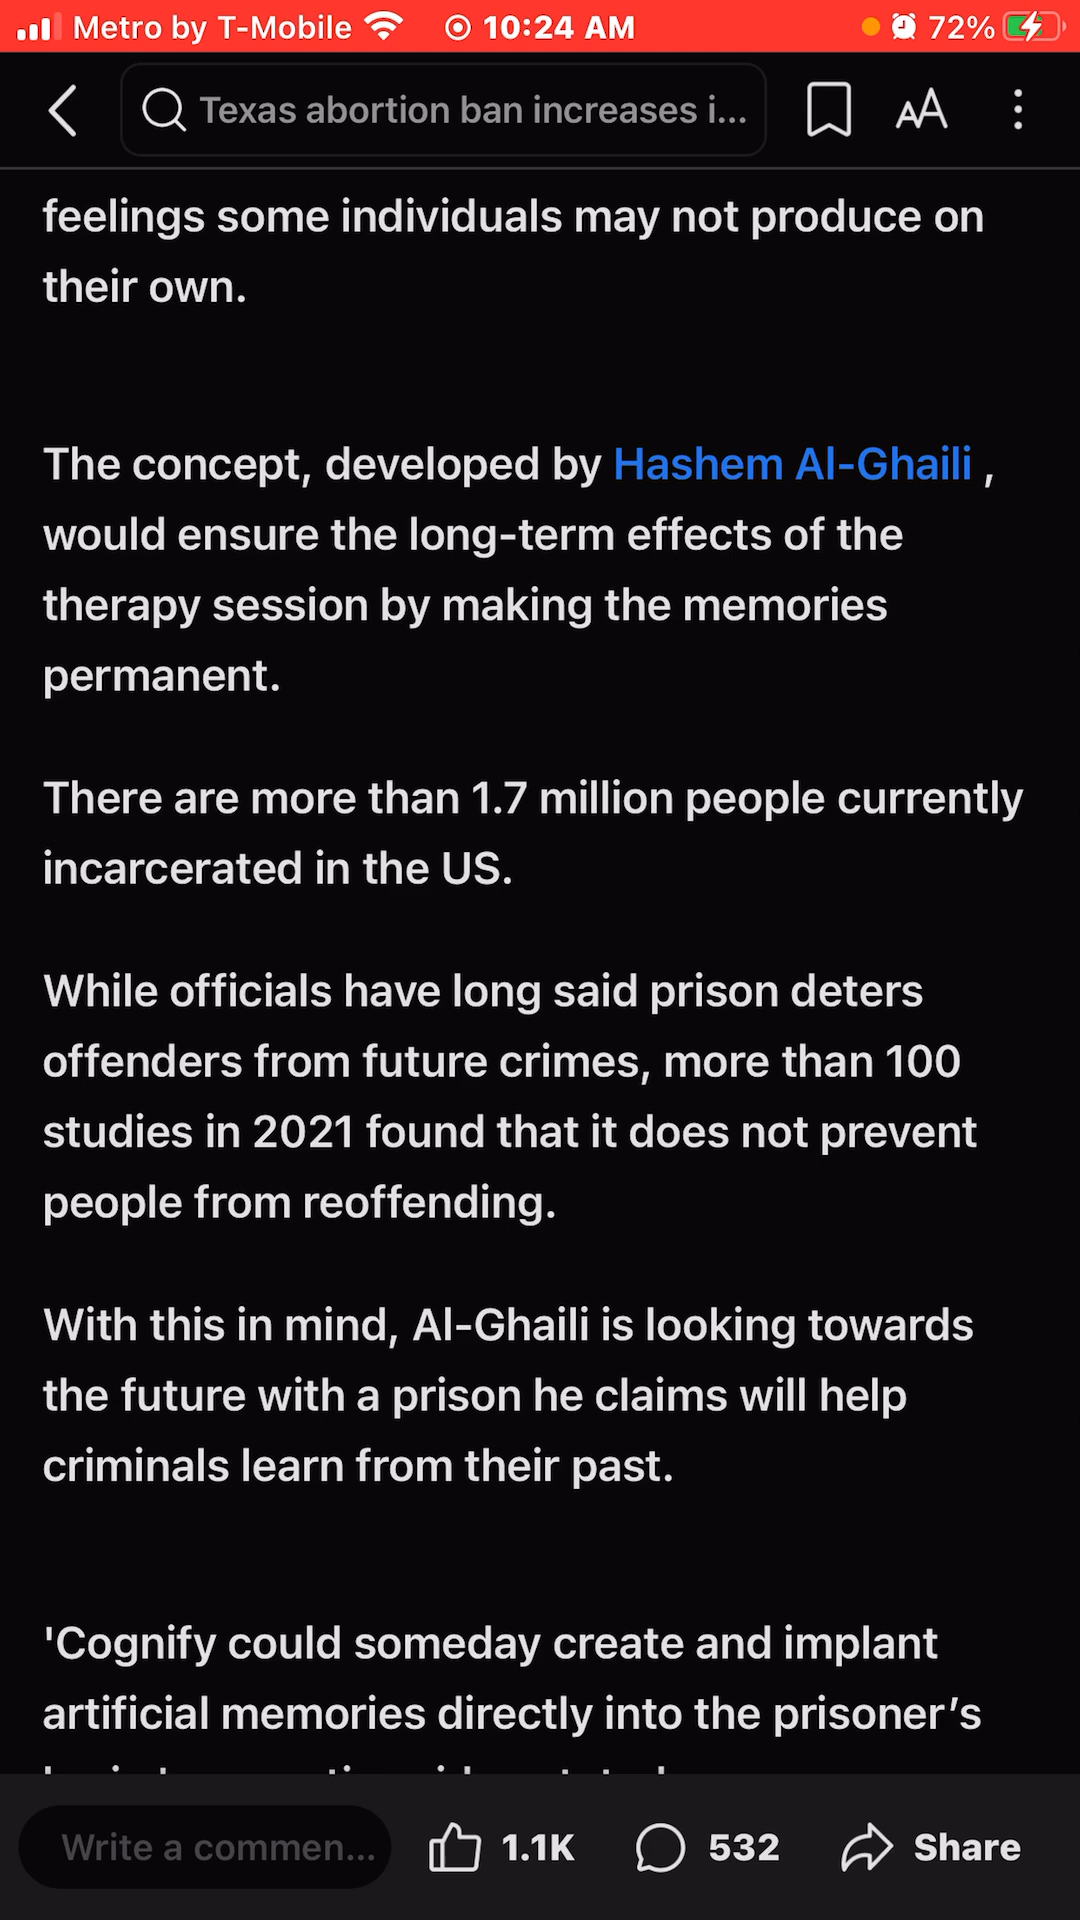 Metro by T-Mobile 10:24 AM 72%
Texas abortion ban increases i... AA
feelings some individuals may not produce on
their own.
The concept, developed by Hashem Al-Ghaili ,
would ensure the long-term effects of the
therapy session by making the memories
permanent.
There are more than 1.7 million people currently
incarcerated in the US.
While officials have long said prison deters
offenders from future crimes, more than 100
studies in 2021 found that it does not prevent
people from reoffending.
With this in mind, Al-Ghaili is looking towards
the future with a prison he claims will help
criminals learn from their past.
'Cognify could someday create and implant
artificial memories directly into the prisoner’s
Write a commen... 1.1K 532 Share